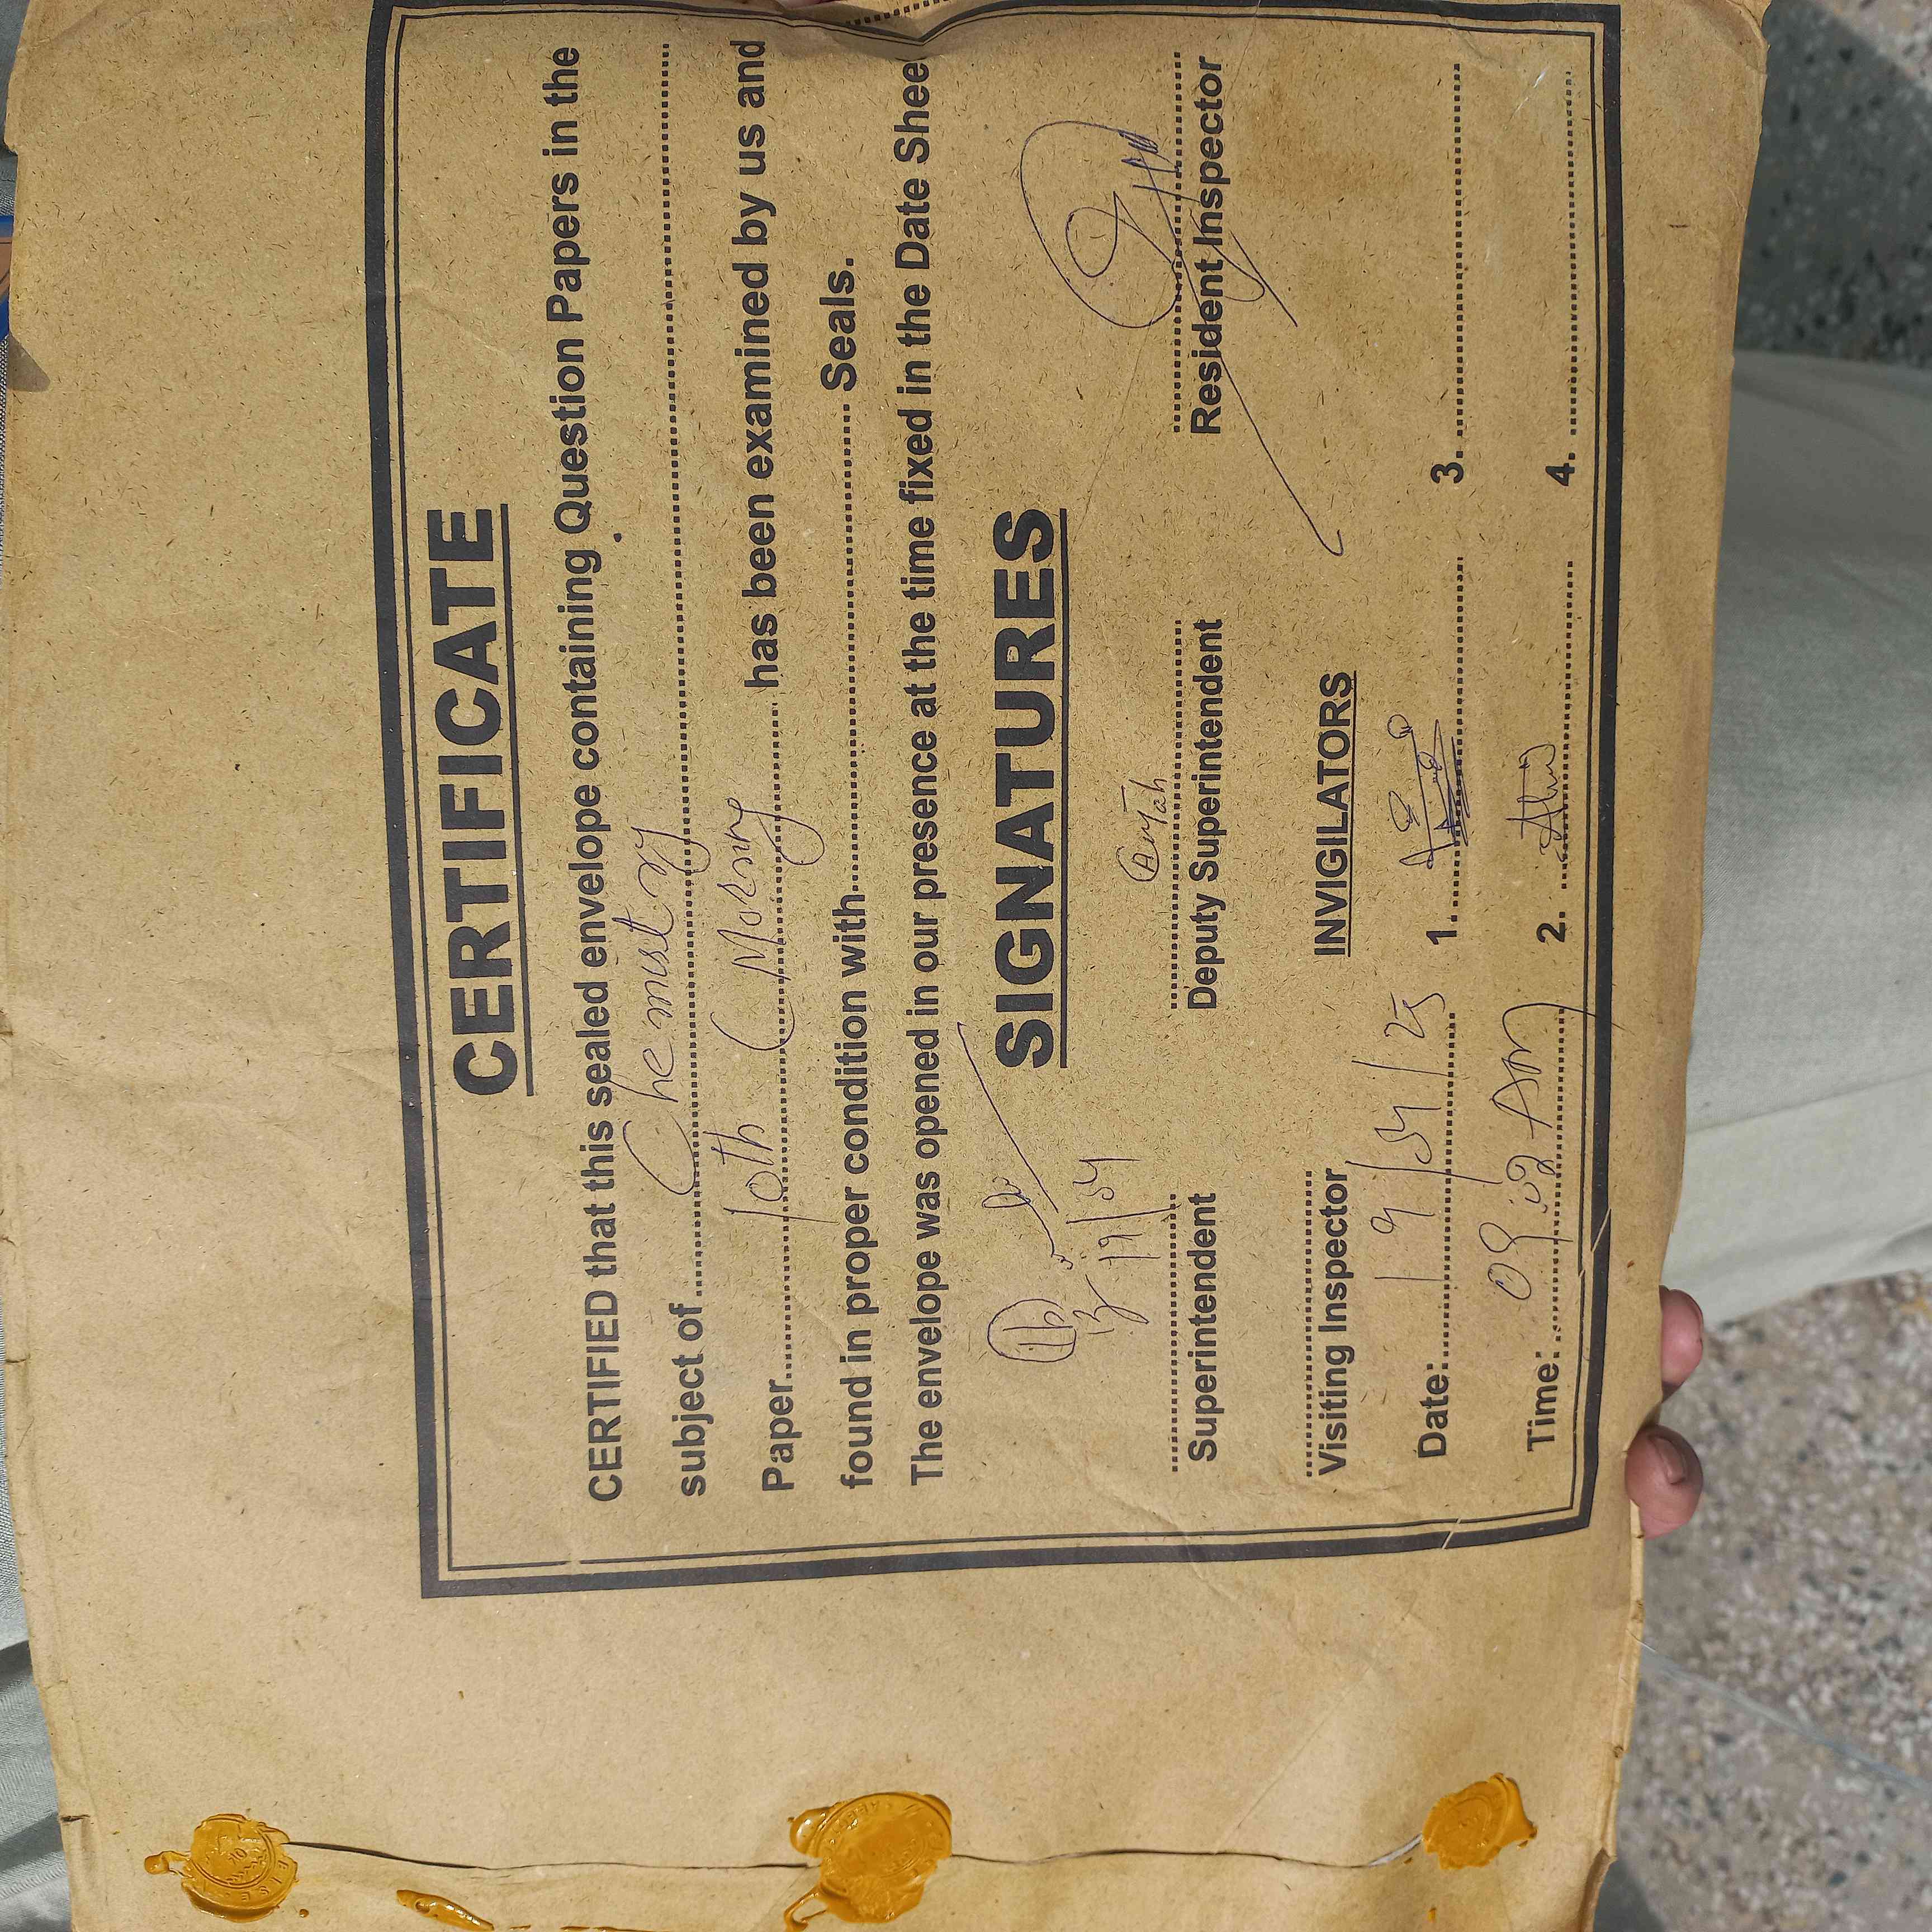 CERTIFICATE
CERTIFIED that this sealed envelope containing Question Papers in the
subject of........Chemistry........
Paper........10th (Morning)........has been examined by us and
found in proper condition with................ Seals.
The envelope was opened in our presence at the time fixed in the Date Shee
SIGNATURES
19/04
Superintendent Deputy Superintendent Resident Inspector
INVIGILATORS
Visiting Inspector
Date:........19/04/25 1. 3.
Time:........ AM 2. 4.